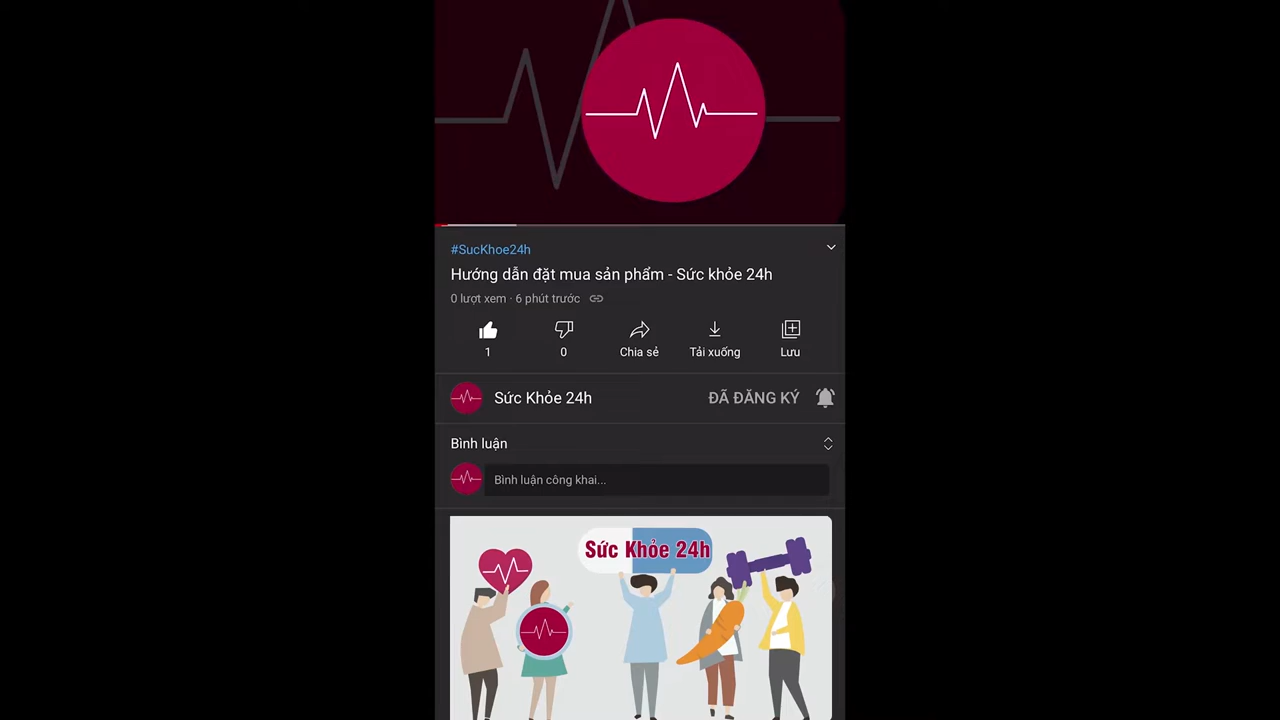 #SucKhoe24h
Hướng dẫn đặt mua sản phẩm - Sức khỏe 24h
0 lượt xem · 6 phút trước
1
0
Chia sẻ
Tải xuống
Lưu
Sức Khỏe 24h
ĐÃ ĐĂNG KÝ
Bình luận
Bình luận công khai...
Sức Khỏe 24h